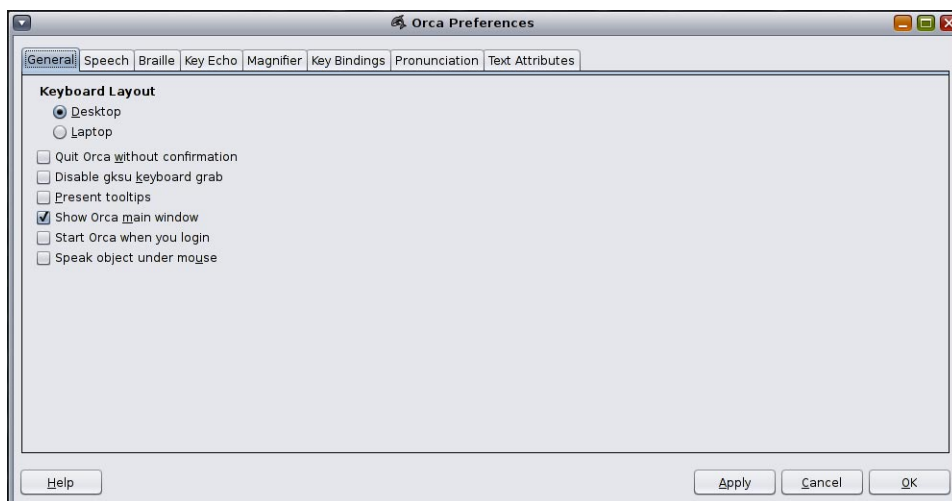 Orca Preferences
General Speech Braille Key Echo Magnifier Key Bindings Pronunciation Text Attributes
Keyboard Layout
Desktop
Laptop
Quit Orca without confirmation
Disable gksu keyboard grab
Present tooltips
Show Orca main window
Start Orca when you login
Speak object under mouse
Help Apply Cancel OK